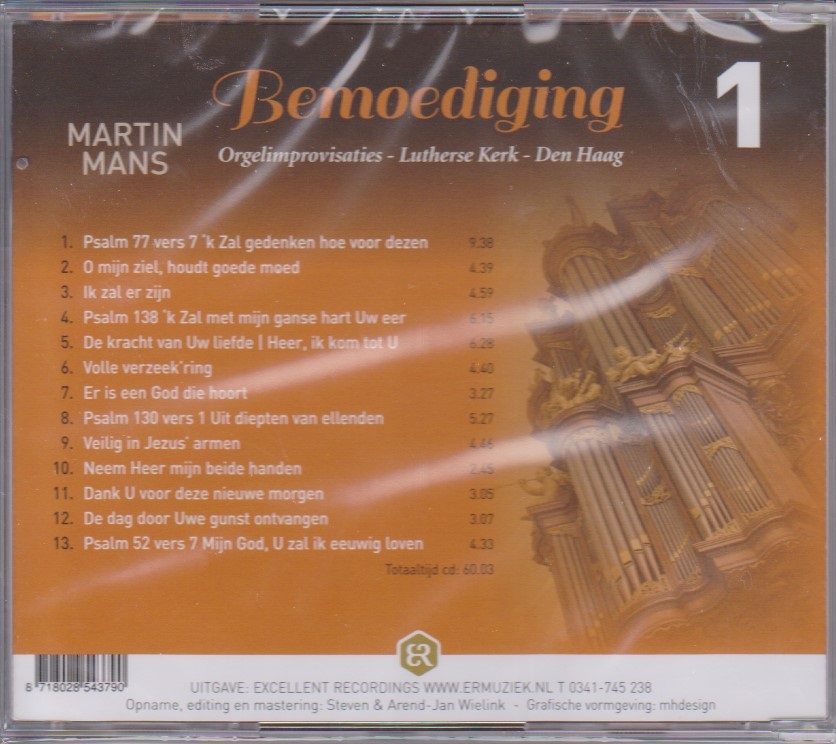 Bemoediging
1
MARTIN MANS
Orgelimprovisaties - Lutherse Kerk - Den Haag
1. Psalm 77 vers 7 'k Zal gedenken hoe voor dezen 9.38
2. O mijn ziel, houdt goede moed 4.39
3. Ik zal er zijn 4.59
4. Psalm 138 'k Zal met mijn ganse hart Uw eer 6.15
5. De kracht van Uw liefde | Heer, ik kom tot U 6.28
6. Volle verzeek'ring 4.40
7. Er is een God die hoort 3.27
8. Psalm 130 vers 1 Uit diepten van ellenden 5.27
9. Veilig in Jezus' armen 4.46
10. Neem Heer mijn beide handen 2.45
11. Dank U voor deze nieuwe morgen 3.05
12. De dag door Uwe gunst ontvangen 3.07
13. Psalm 52 vers 7 Mijn God, U zal ik eeuwig loven 4.33
Totaaltijd cd: 60.03
ER
8 718028 543790
UITGAVE: EXCELLENT RECORDINGS WWW.ERMUZIEK.NL T 0341-745 238
Opname, editing en mastering: Steven & Arend-Jan Wielink - Grafische vormgeving: mhdesign